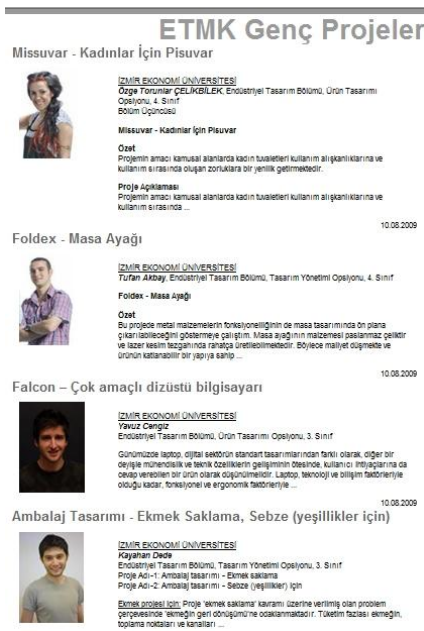 ETMK Genç Projeler
Missuvar - Kadınlar İçin Pisuvar
İZMİR EKONOMİ ÜNİVERSİTESİ
Özge Torunlar ÇELİKBİLEK, Endüstriyel Tasarım Bölümü, Ürün Tasarımı
Opsiyonu, 4. Sınıf
Bölüm Üçüncüsü
Missuvar - Kadınlar İçin Pisuvar
Özet
Projemin amacı kamusal alanlarda kadın tuvaletleri kullanım alışkanlıklarına ve
kullanım sırasında oluşan zorluklara bir yenilik getirmektedir.
Proje Açıklaması
Projemin amacı kamusal alanlarda kadın tuvaletleri kullanım alışkanlıklarına ve
kullanım sırasında ...
10.08.2009
Foldex - Masa Ayağı
İZMİR EKONOMİ ÜNİVERSİTESİ
Tufan Akbay, Endüstriyel Tasarım Bölümü, Tasarım Yönetimi Opsiyonu, 4. Sınıf
Foldex - Masa Ayağı
Özet
Bu projede metal malzemelerin fonksiyonelliğinin de masa tasarımında ön plana
çıkarılabileceğini göstermeye çalıştım. Masa ayağının malzemesi paslanmaz çeliktir
ve lazer kesim tezgahında rahatça üretilebilmektedir. Böylece maliyet düşmekte ve
ürünün katlanabilir bir yapıya sahip ...
10.08.2009
Falcon – Çok amaçlı dizüstü bilgisayarı
İZMİR EKONOMİ ÜNİVERSİTESİ
Yavuz Cengiz
Endüstriyel Tasarım Bölümü, Ürün Tasarımı Opsiyonu, 3. Sınıf
Günümüzde laptop, dijital sektörün standart tasarımlarından farklı olarak, diğer bir
deyişle mühendislik ve teknik özelliklerin gelişiminin ötesinde, kullanıcı ihtiyaçlarına da
cevap verebilen bir ürün olarak düşünülmelidir. Laptop, teknoloji ve bilişim faktörleriyle
olduğu kadar, fonksiyonel ve ergonomik faktörleriyle ...
10.08.2009
Ambalaj Tasarımı - Ekmek Saklama, Sebze (yeşillikler için)
İZMİR EKONOMİ ÜNİVERSİTESİ
Kayahan Dede
Endüstriyel Tasarım Bölümü, Tasarım Yönetimi Opsiyonu, 3. Sınıf
Proje Adı-1: Ambalaj tasarımı - Ekmek saklama
Proje Adı-2: Ambalaj tasarımı - Sebze (yeşillikler) için
Ekmek projesi için: Proje 'ekmek saklama' kavramı üzerine verilmiş olan problem
çerçevesinde 'ekmeğin geri dönüşümü'ne odaklanmaktadır. Tüketim fazlası ekmeğin,
toplama noktaları ve kanalları ...